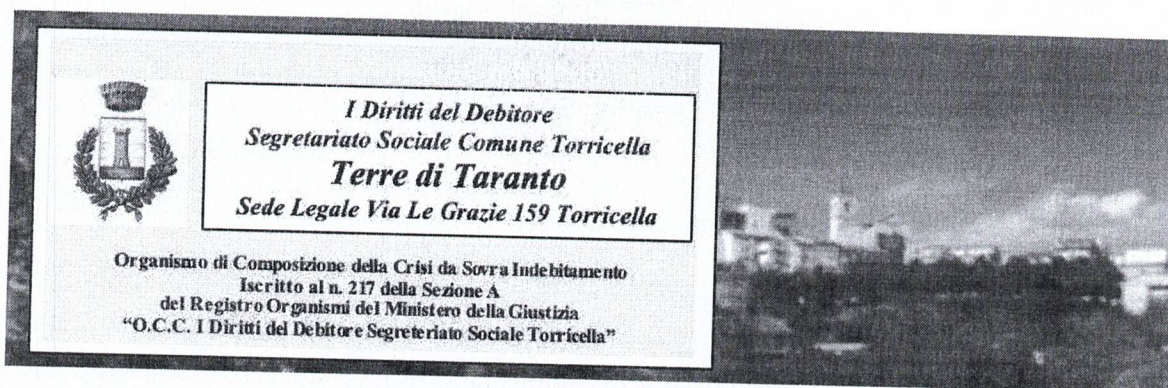 I Diritti del Debitore
Segretariato Sociale Comune Torricella
Terre di Taranto
Sede Legale Via Le Grazie 159 Torricella
Organismo di Composizione della Crisi da Sovra Indebitamento
Iscritto al n. 217 della Sezione A
del Registro Organismi del Ministero della Giustizia
“O.C.C. I Diritti del Debitore Segreteriato Sociale Torricella”